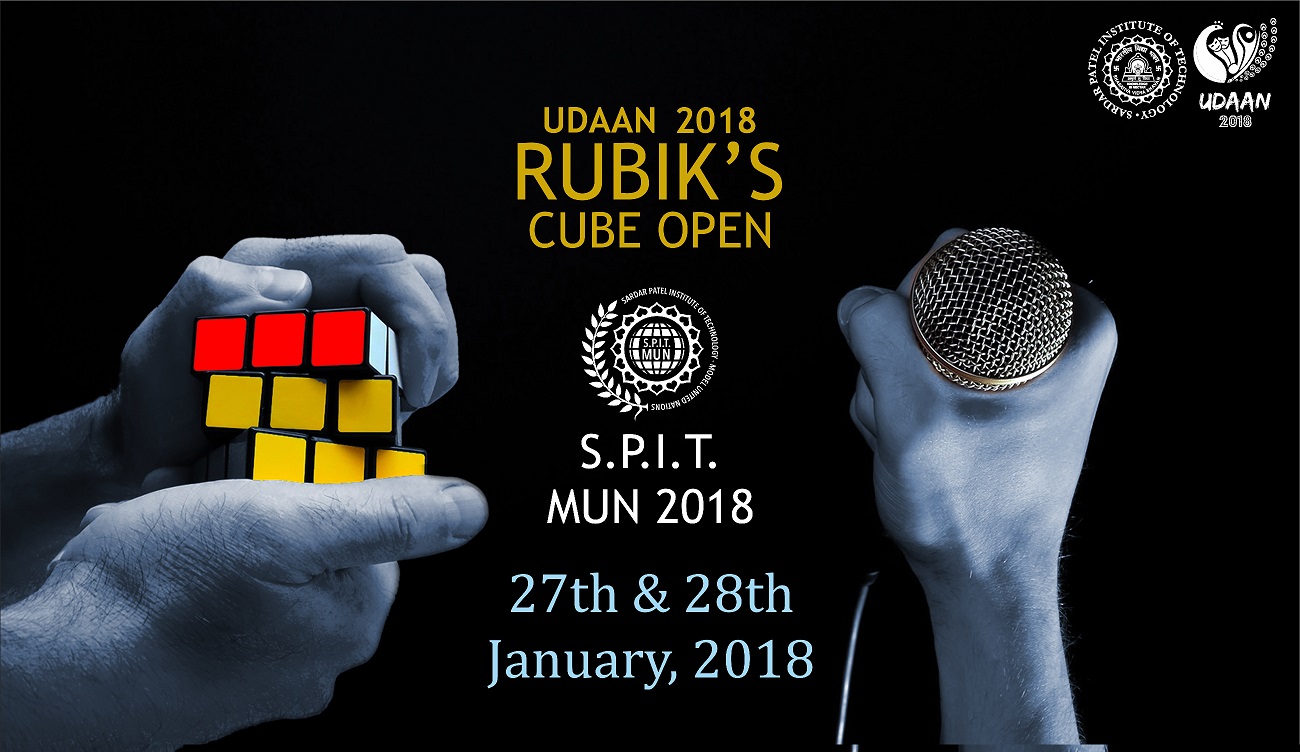 SARDAR PATEL INSTITUTE OF TECHNOLOGY
UDAAN
2018
UDAAN 2018
RUBIK'S
CUBE OPEN
SARDAR PATEL INSTITUTE OF TECHNOLOGY - MODEL UNITED NATIONS
S.P.I.T.
MUN
S.P.I.T.
MUN 2018
27th & 28th
January, 2018